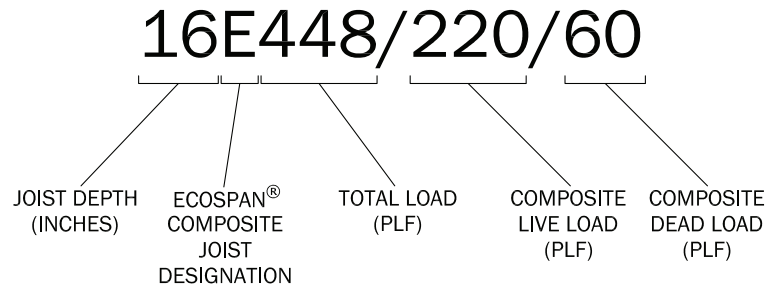 16E448/220/60
JOIST DEPTH
(INCHES)
ECOSPAN®
COMPOSITE
JOIST
DESIGNATION
TOTAL LOAD
(PLF)
COMPOSITE
LIVE LOAD
(PLF)
COMPOSITE
DEAD LOAD
(PLF)